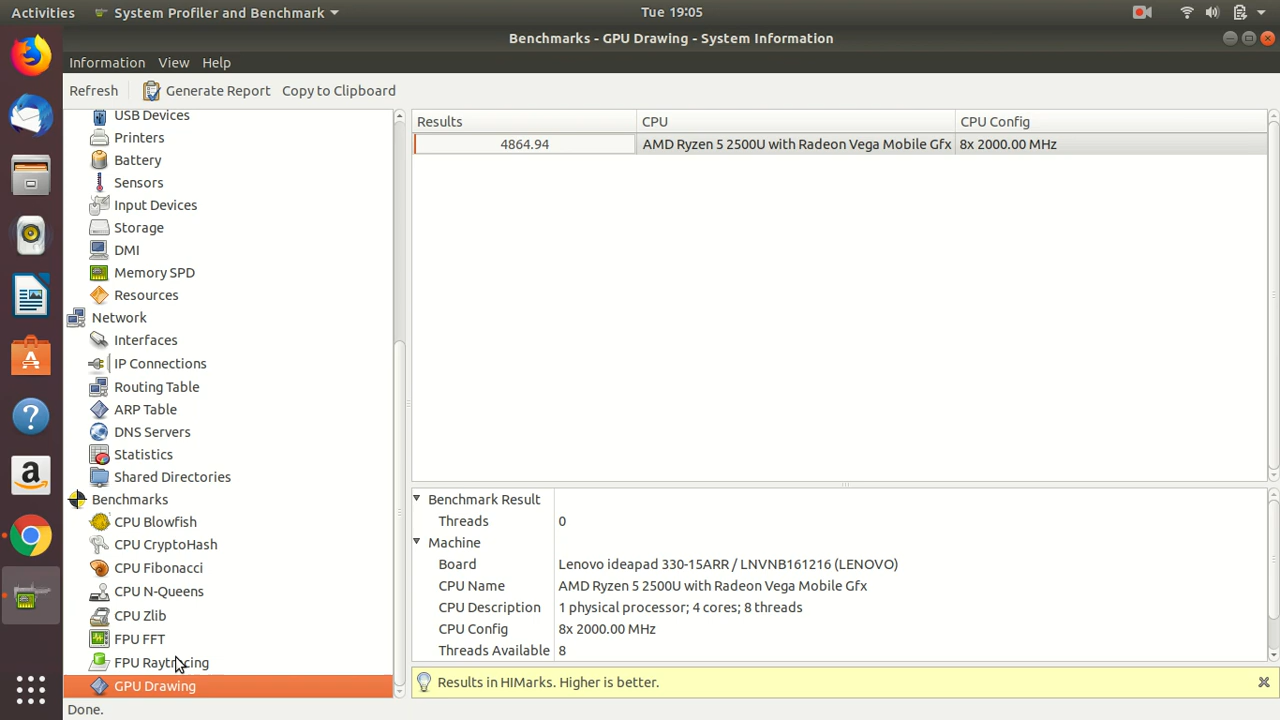 Activities System Profiler and Benchmark Tue 19:05
Benchmarks - GPU Drawing - System Information
Information View Help
Refresh Generate Report Copy to Clipboard
USB Devices
Printers
Battery
Sensors
Input Devices
Storage
DMI
Memory SPD
Resources
Network
Interfaces
IP Connections
Routing Table
ARP Table
DNS Servers
Statistics
Shared Directories
Benchmarks
CPU Blowfish
CPU CryptoHash
CPU Fibonacci
CPU N-Queens
CPU Zlib
FPU FFT
FPU Raytracing
GPU Drawing
Results CPU CPU Config
4864.94 AMD Ryzen 5 2500U with Radeon Vega Mobile Gfx 8x 2000.00 MHz
Benchmark Result
Threads 0
Machine
Board Lenovo ideapad 330-15ARR / LNVNB161216 (LENOVO)
CPU Name AMD Ryzen 5 2500U with Radeon Vega Mobile Gfx
CPU Description 1 physical processor; 4 cores; 8 threads
CPU Config 8x 2000.00 MHz
Threads Available 8
Results in HIMarks. Higher is better.
Done.